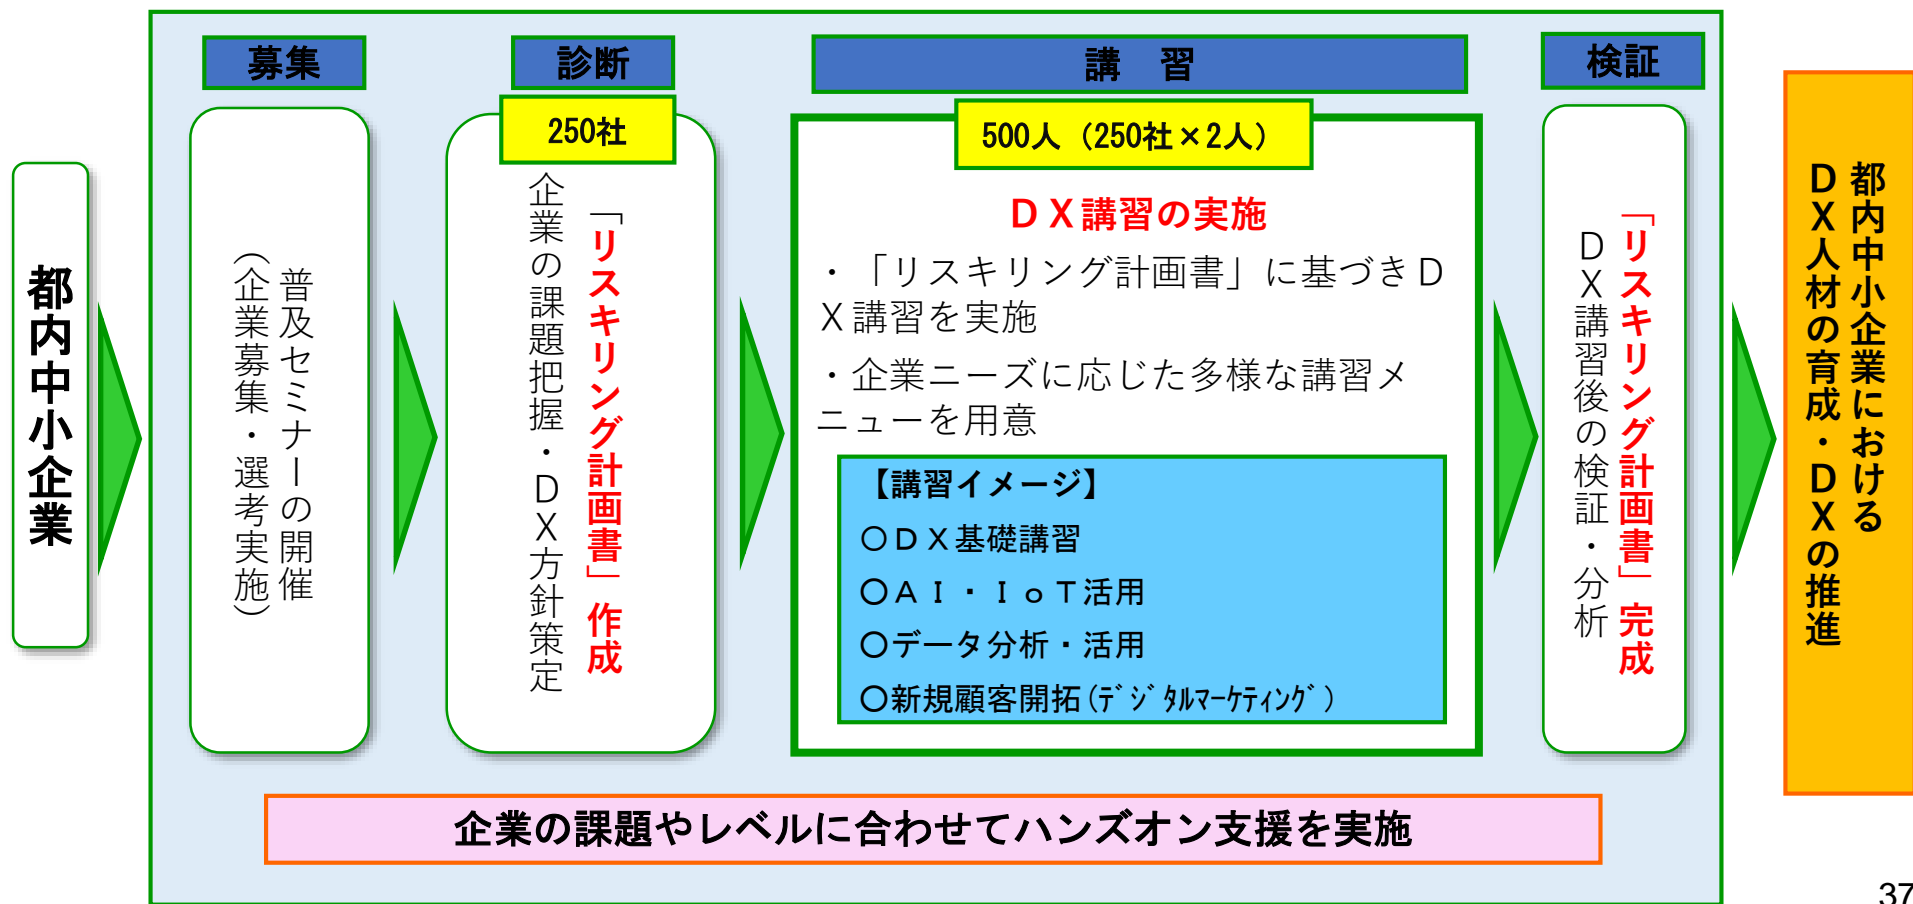 都内中小企業
募集
普及セミナーの開催
（企業募集・選考実施）
診断
250社
「リスキリング計画書」作成
企業の課題把握・ＤＸ方針策定
講　習
500人（250社×2人）
ＤＸ講習の実施
・「リスキリング計画書」に基づきＤ
Ｘ講習を実施
・企業ニーズに応じた多様な講習メ
ニューを用意
【講習イメージ】
○ＤＸ基礎講習
○ＡＩ・ＩｏＴ活用
○データ分析・活用
○新規顧客開拓(ﾃﾞｼﾞﾀﾙﾏｰｹﾃｨﾝｸﾞ)
検証
「リスキリング計画書」完成
ＤＸ講習後の検証・分析
都内中小企業における
ＤＸ人材の育成・ＤＸの推進
企業の課題やレベルに合わせてハンズオン支援を実施
37